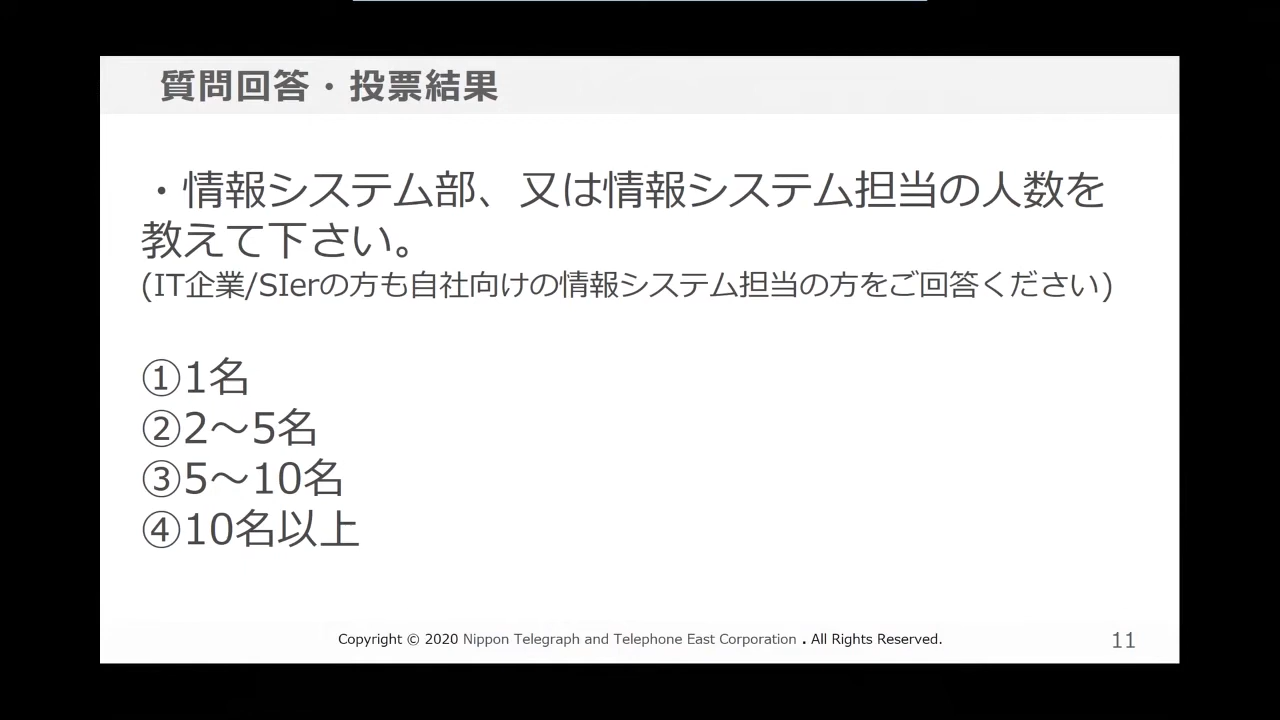 質問回答・投票結果
・情報システム部、又は情報システム担当の人数を
教えて下さい。
(IT企業/SIerの方も自社向けの情報システム担当の方をご回答ください)
①1名
②2～5名
③5～10名
④10名以上
Copyright © 2020 Nippon Telegraph and Telephone East Corporation . All Rights Reserved.
11